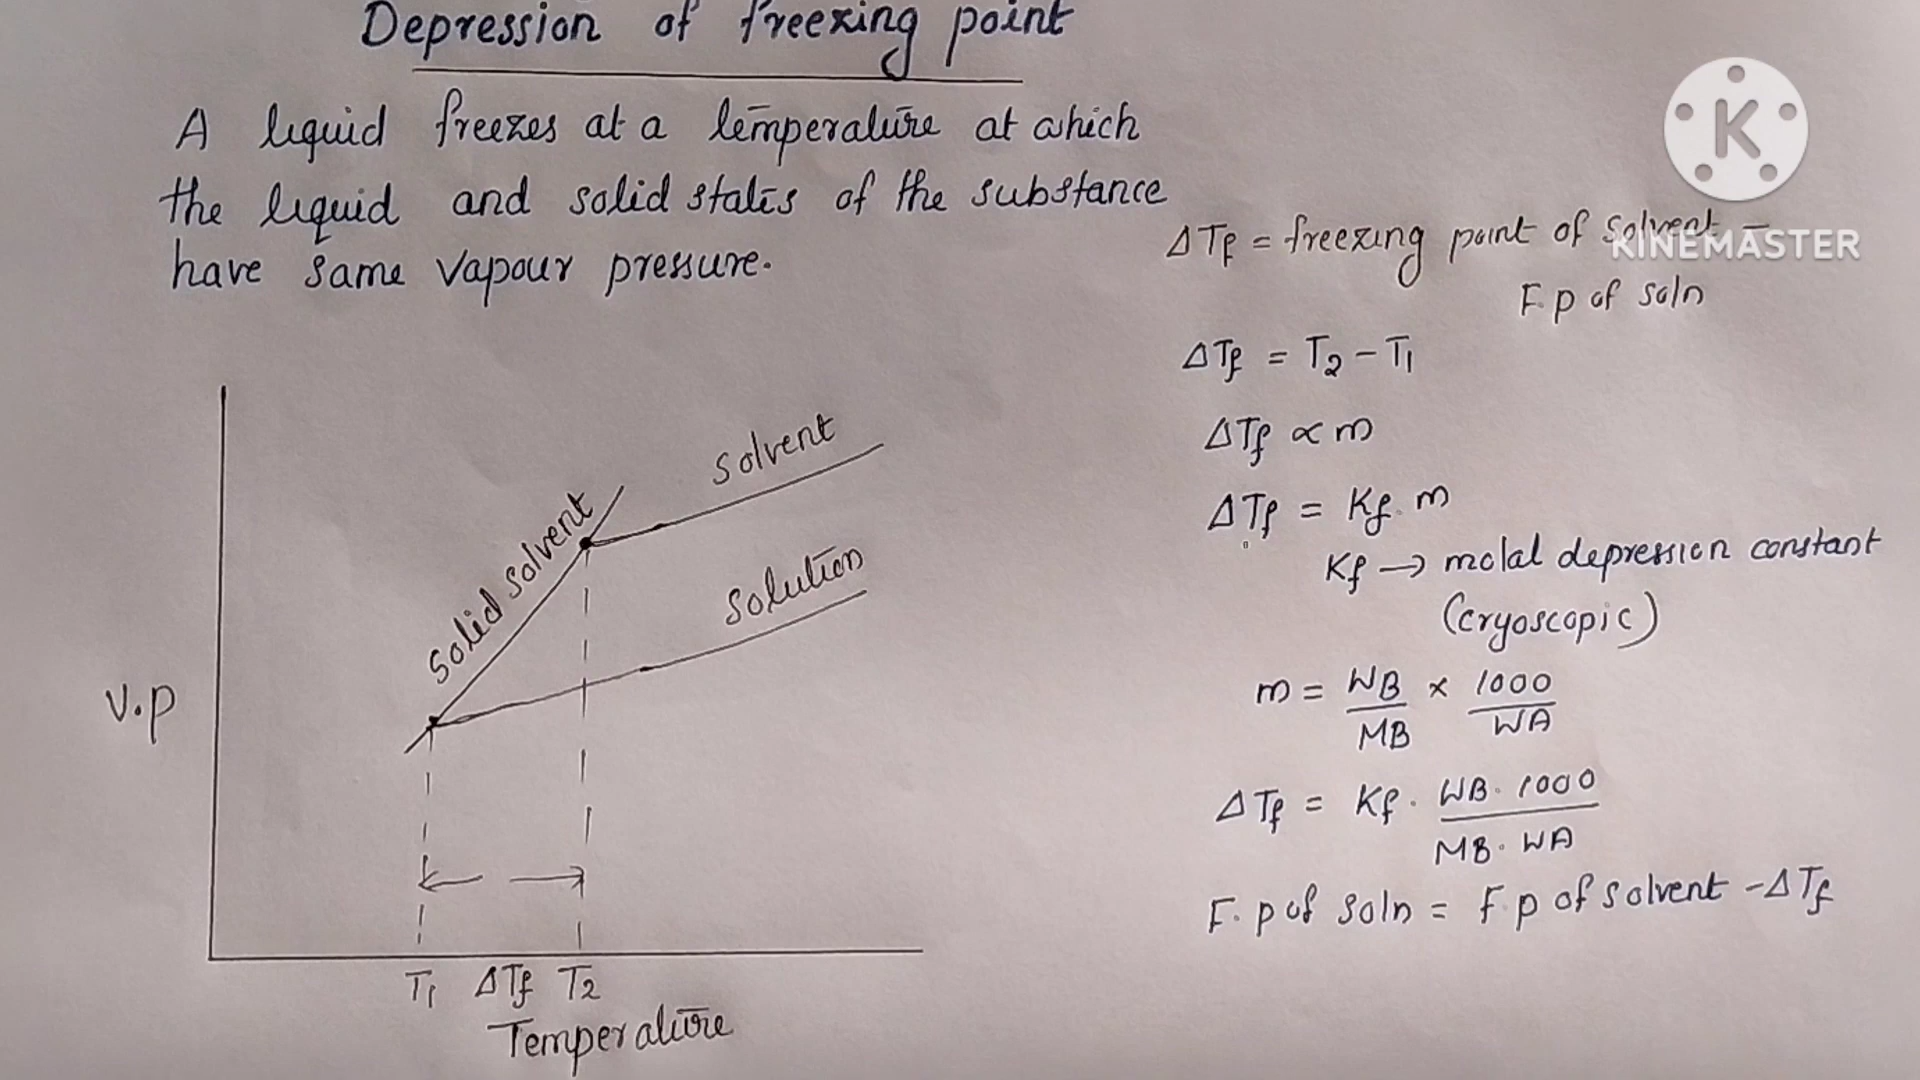 Depression of freezing point
A liquid freezes at a temperature at which
the liquid and solid states of the substance
have same vapour pressure.
K
KINEMASTER
ΔTf = freezing point of solvent –
F.p of soln
ΔTf = T2 – T1
ΔTf ∝ m
ΔTf = Kf. m
Kf → molal depression constant
(cryoscopic)
m = WB/MB × 1000/WA
ΔTf = Kf . WB. 1000/MB. WA
F.p of soln = F.p of solvent – ΔTf
solvent
solid solvent
solution
V.p
T1 ΔTf T2
Temperature